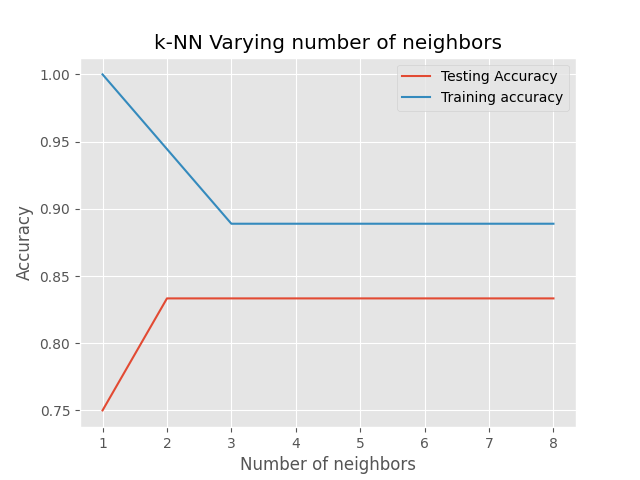 k-NN Varying number of neighbors
Testing Accuracy
Training accuracy
1.00
0.95
0.90
0.85
0.80
0.75
Accuracy
1 2 3 4 5 6 7 8
Number of neighbors